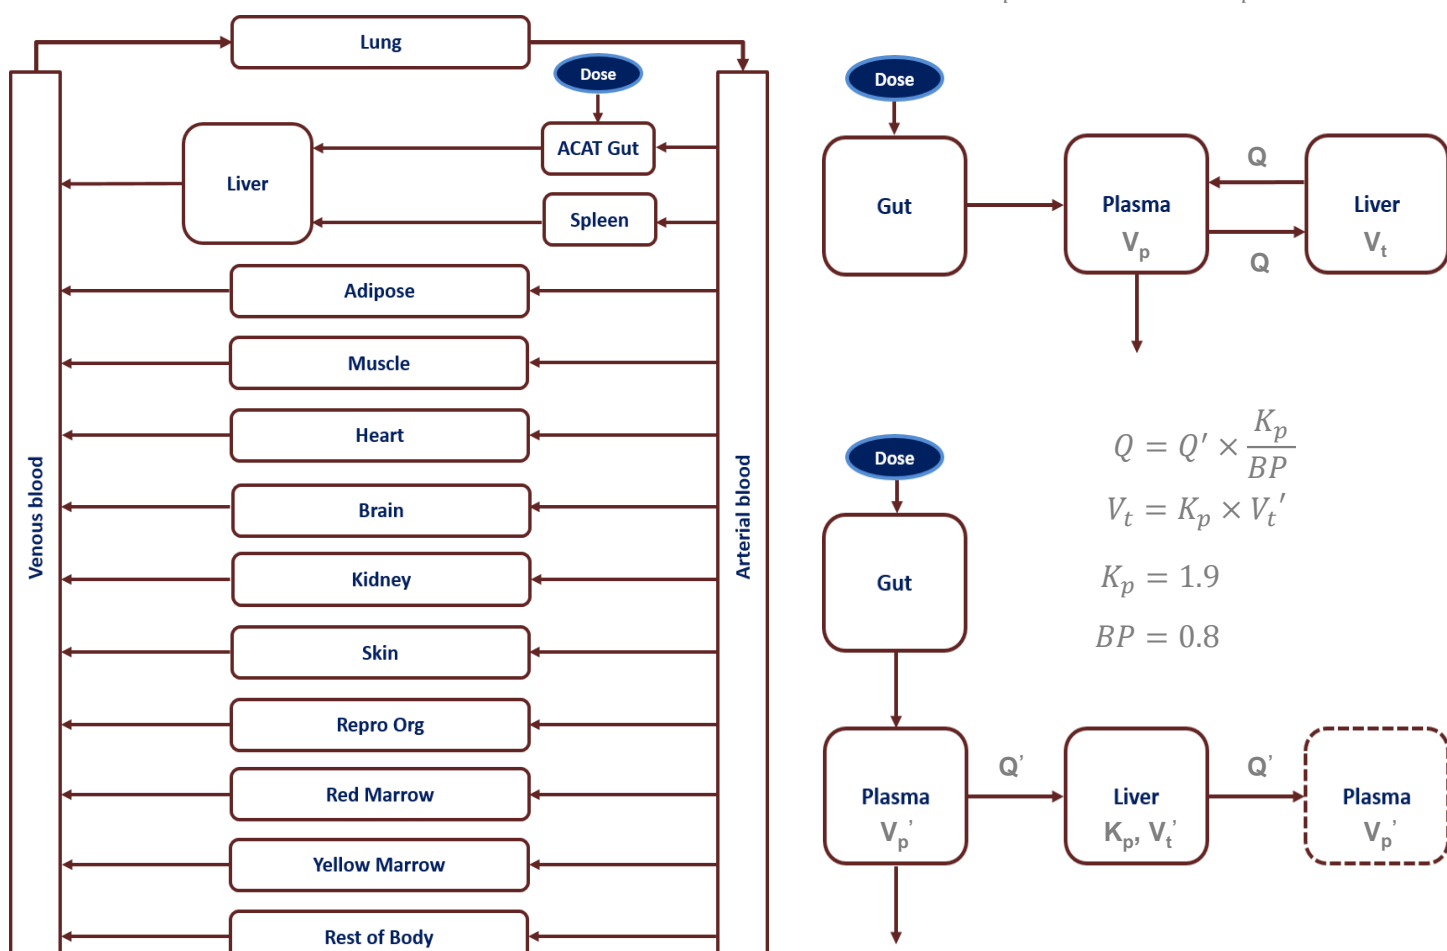 Lung
Dose
ACAT Gut
Liver
Spleen
Adipose
Muscle
Heart
Brain
Kidney
Skin
Repro Org
Red Marrow
Yellow Marrow
Rest of Body
Venous blood
Arterial blood
Dose
Gut
Plasma
Vₚ
Q
Q
Liver
Vₜ
Q = Q′ × Kₚ/BP
Vₜ = Kₚ × Vₜ′
Kₚ = 1.9
BP = 0.8
Dose
Gut
Plasma
Vₚ’
Q’
Liver
Kₚ, Vₜ’
Q’
Plasma
Vₚ’